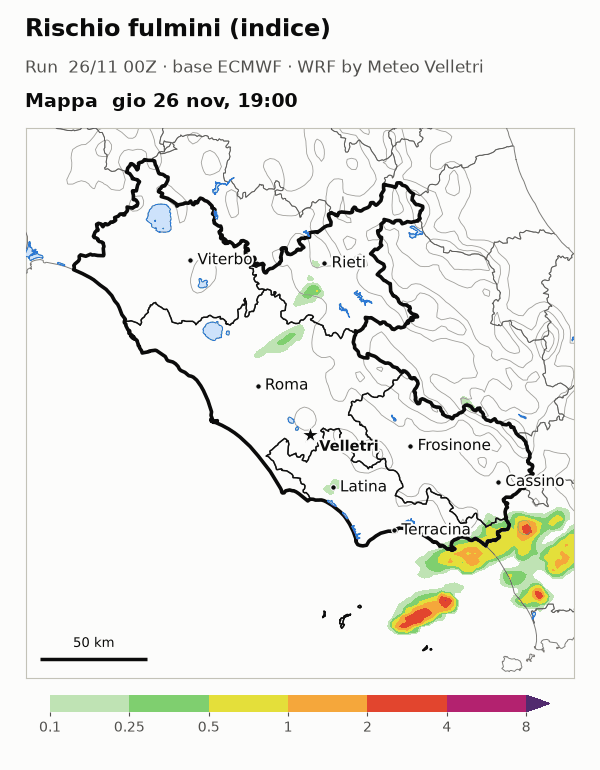 Rischio fulmini (indice)
Run  26/11 00Z · base ECMWF · WRF by Meteo Velletri
Mappa  gio 26 nov, 19:00
Viterbo
Rieti
Roma
Velletri
Frosinone
Latina
Cassino
Terracina
50 km
0.1 0.25 0.5 1 2 4 8